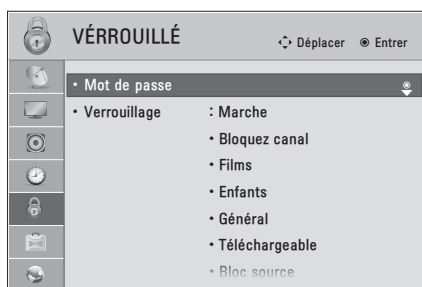 VÉRROUILLÉ Déplacer Entrer
• Mot de passe
• Verrouillage : Marche
• Bloquez canal
• Films
• Enfants
• Général
• Téléchargeable
• Bloc source